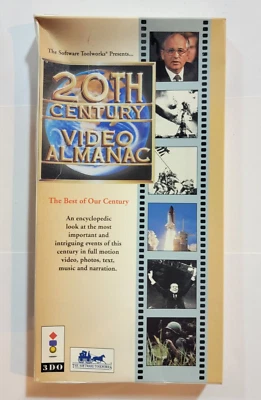 The Software Toolworks® Presents...
20TH
CENTURY
VIDEO
ALMANAC
The Best of Our Century
An encyclopedic
look at the most
important and
intriguing events of this
century in full motion
video, photos, text,
music and narration.
3DO
THE SOFTWARE TOOLWORKS